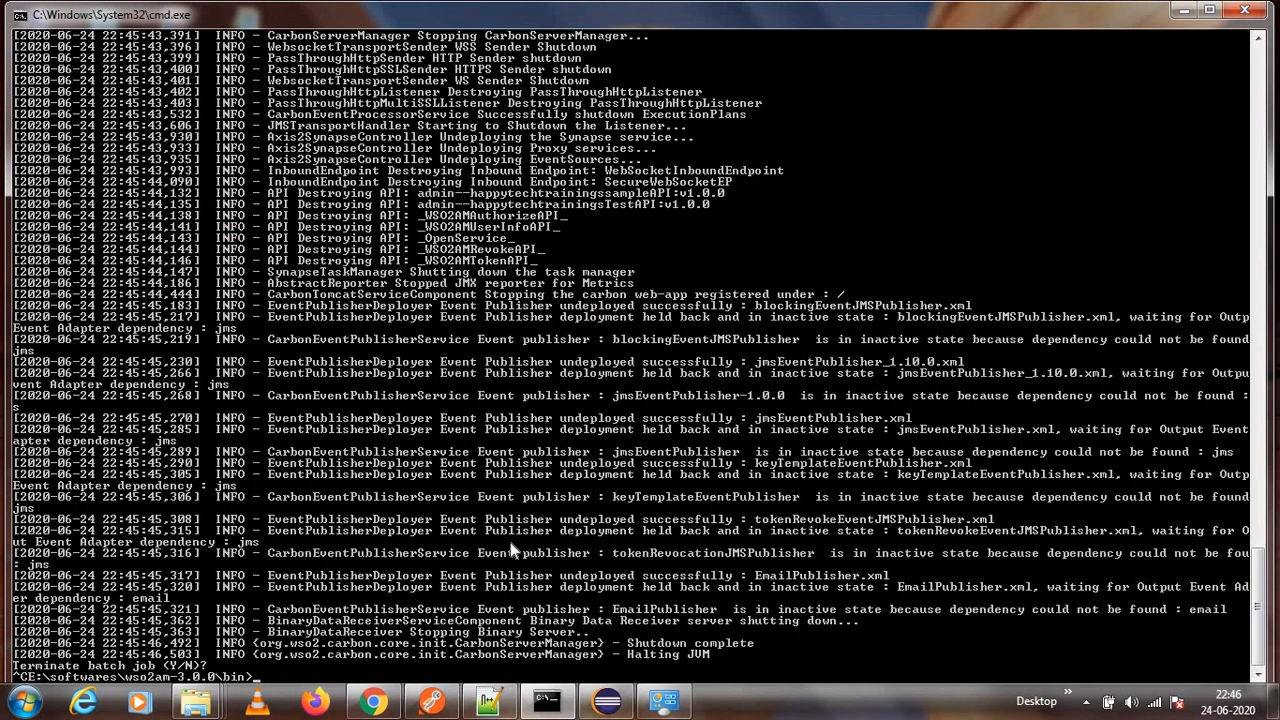 C:\Windows\System32\cmd.exe
[2020-06-24 22:45:43,391]  INFO - CarbonServerManager Stopping CarbonServerManager...
[2020-06-24 22:45:43,396]  INFO - WebsocketTransportSender WSS Sender Shutdown
[2020-06-24 22:45:43,399]  INFO - PassThroughHttpSender HTTP Sender shutdown
[2020-06-24 22:45:43,400]  INFO - PassThroughHttpSSLSender HTTPS Sender shutdown
[2020-06-24 22:45:43,401]  INFO - WebsocketTransportSender WS Sender Shutdown
[2020-06-24 22:45:43,402]  INFO - PassThroughHttpListener Destroying PassThroughHttpListener
[2020-06-24 22:45:43,403]  INFO - PassThroughHttpMultiSSLListener Destroying PassThroughHttpListener
[2020-06-24 22:45:43,532]  INFO - CarbonEventProcessorService Successfully shutdown ExecutionPlans
[2020-06-24 22:45:43,606]  INFO - JMSTransportHandler Starting to Shutdown the Listener...
[2020-06-24 22:45:43,930]  INFO - Axis2SynapseController Undeploying the Synapse service...
[2020-06-24 22:45:43,933]  INFO - Axis2SynapseController Undeploying Proxy services...
[2020-06-24 22:45:43,935]  INFO - Axis2SynapseController Undeploying EventSources...
[2020-06-24 22:45:43,993]  INFO - InboundEndpoint Destroying Inbound Endpoint: WebSocketInboundEndpoint
[2020-06-24 22:45:44,090]  INFO - InboundEndpoint Destroying Inbound Endpoint: SecureWebSocketEP
[2020-06-24 22:45:44,132]  INFO - API Destroying API: admin--happytechtrainingssampleAPI:v1.0.0
[2020-06-24 22:45:44,135]  INFO - API Destroying API: admin--happytechtrainingsTestAPI:v1.0.0
[2020-06-24 22:45:44,138]  INFO - API Destroying API: _WSO2AMAuthorizeAPI_
[2020-06-24 22:45:44,141]  INFO - API Destroying API: _WSO2AMUserInfoAPI_
[2020-06-24 22:45:44,143]  INFO - API Destroying API: _OpenService_
[2020-06-24 22:45:44,144]  INFO - API Destroying API: _WSO2AMRevokeAPI_
[2020-06-24 22:45:44,146]  INFO - API Destroying API: _WSO2AMTokenAPI_
[2020-06-24 22:45:44,147]  INFO - SynapseTaskManager Shutting down the task manager
[2020-06-24 22:45:44,186]  INFO - AbstractReporter Stopped JMX reporter for Metrics
[2020-06-24 22:45:44,444]  INFO - CarbonTomcatServiceComponent Stopping the carbon web-app registered under : /
[2020-06-24 22:45:45,183]  INFO - EventPublisherDeployer Event Publisher undeployed successfully : blockingEventJMSPublisher.xml
[2020-06-24 22:45:45,217]  INFO - EventPublisherDeployer Event Publisher deployment held back and in inactive state : blockingEventJMSPublisher.xml, waiting for Output
Event Adapter dependency : jms
[2020-06-24 22:45:45,219]  INFO - CarbonEventPublisherService Event publisher : blockingEventJMSPublisher  is in inactive state because dependency could not be found
jms
[2020-06-24 22:45:45,230]  INFO - EventPublisherDeployer Event Publisher undeployed successfully : jmsEventPublisher_1.10.0.xml
[2020-06-24 22:45:45,266]  INFO - EventPublisherDeployer Event Publisher deployment held back and in inactive state : jmsEventPublisher_1.10.0.xml, waiting for Output
vent Adapter dependency : jms
[2020-06-24 22:45:45,268]  INFO - CarbonEventPublisherService Event publisher : jmsEventPublisher-1.0.0  is in inactive state because dependency could not be found :
s
[2020-06-24 22:45:45,270]  INFO - EventPublisherDeployer Event Publisher undeployed successfully : jmsEventPublisher.xml
[2020-06-24 22:45:45,285]  INFO - EventPublisherDeployer Event Publisher deployment held back and in inactive state : jmsEventPublisher.xml, waiting for Output Event
apter dependency : jms
[2020-06-24 22:45:45,289]  INFO - CarbonEventPublisherService Event publisher : jmsEventPublisher  is in inactive state because dependency could not be found : jms
[2020-06-24 22:45:45,290]  INFO - EventPublisherDeployer Event Publisher undeployed successfully : keyTemplateEventPublisher.xml
[2020-06-24 22:45:45,305]  INFO - EventPublisherDeployer Event Publisher deployment held back and in inactive state : keyTemplateEventPublisher.xml, waiting for Output
Event Adapter dependency : jms
[2020-06-24 22:45:45,306]  INFO - CarbonEventPublisherService Event publisher : keyTemplateEventPublisher  is in inactive state because dependency could not be found
jms
[2020-06-24 22:45:45,308]  INFO - EventPublisherDeployer Event Publisher undeployed successfully : tokenRevokeEventJMSPublisher.xml
[2020-06-24 22:45:45,315]  INFO - EventPublisherDeployer Event Publisher deployment held back and in inactive state : tokenRevokeEventJMSPublisher.xml, waiting for O
ut Event Adapter dependency : jms
[2020-06-24 22:45:45,316]  INFO - CarbonEventPublisherService Event publisher : tokenRevocationJMSPublisher  is in inactive state because dependency could not be fou
: jms
[2020-06-24 22:45:45,317]  INFO - EventPublisherDeployer Event Publisher undeployed successfully : EmailPublisher.xml
[2020-06-24 22:45:45,320]  INFO - EventPublisherDeployer Event Publisher deployment held back and in inactive state : EmailPublisher.xml, waiting for Output Event Ad
er dependency : email
[2020-06-24 22:45:45,321]  INFO - CarbonEventPublisherService Event publisher : EmailPublisher  is in inactive state because dependency could not be found : email
[2020-06-24 22:45:45,362]  INFO - BinaryDataReceiverServiceComponent Binary Data Receiver server shutting down...
[2020-06-24 22:45:45,363]  INFO - BinaryDataReceiver Stopping Binary Server..
[2020-06-24 22:45:46,492]  INFO {org.wso2.carbon.core.init.CarbonServerManager} - Shutdown complete
[2020-06-24 22:45:46,503]  INFO {org.wso2.carbon.core.init.CarbonServerManager} - Halting JVM
Terminate batch job (Y/N)?
^CE:\softwares\wso2am-3.0.0\bin>_
Desktop
22:46
24-06-2020